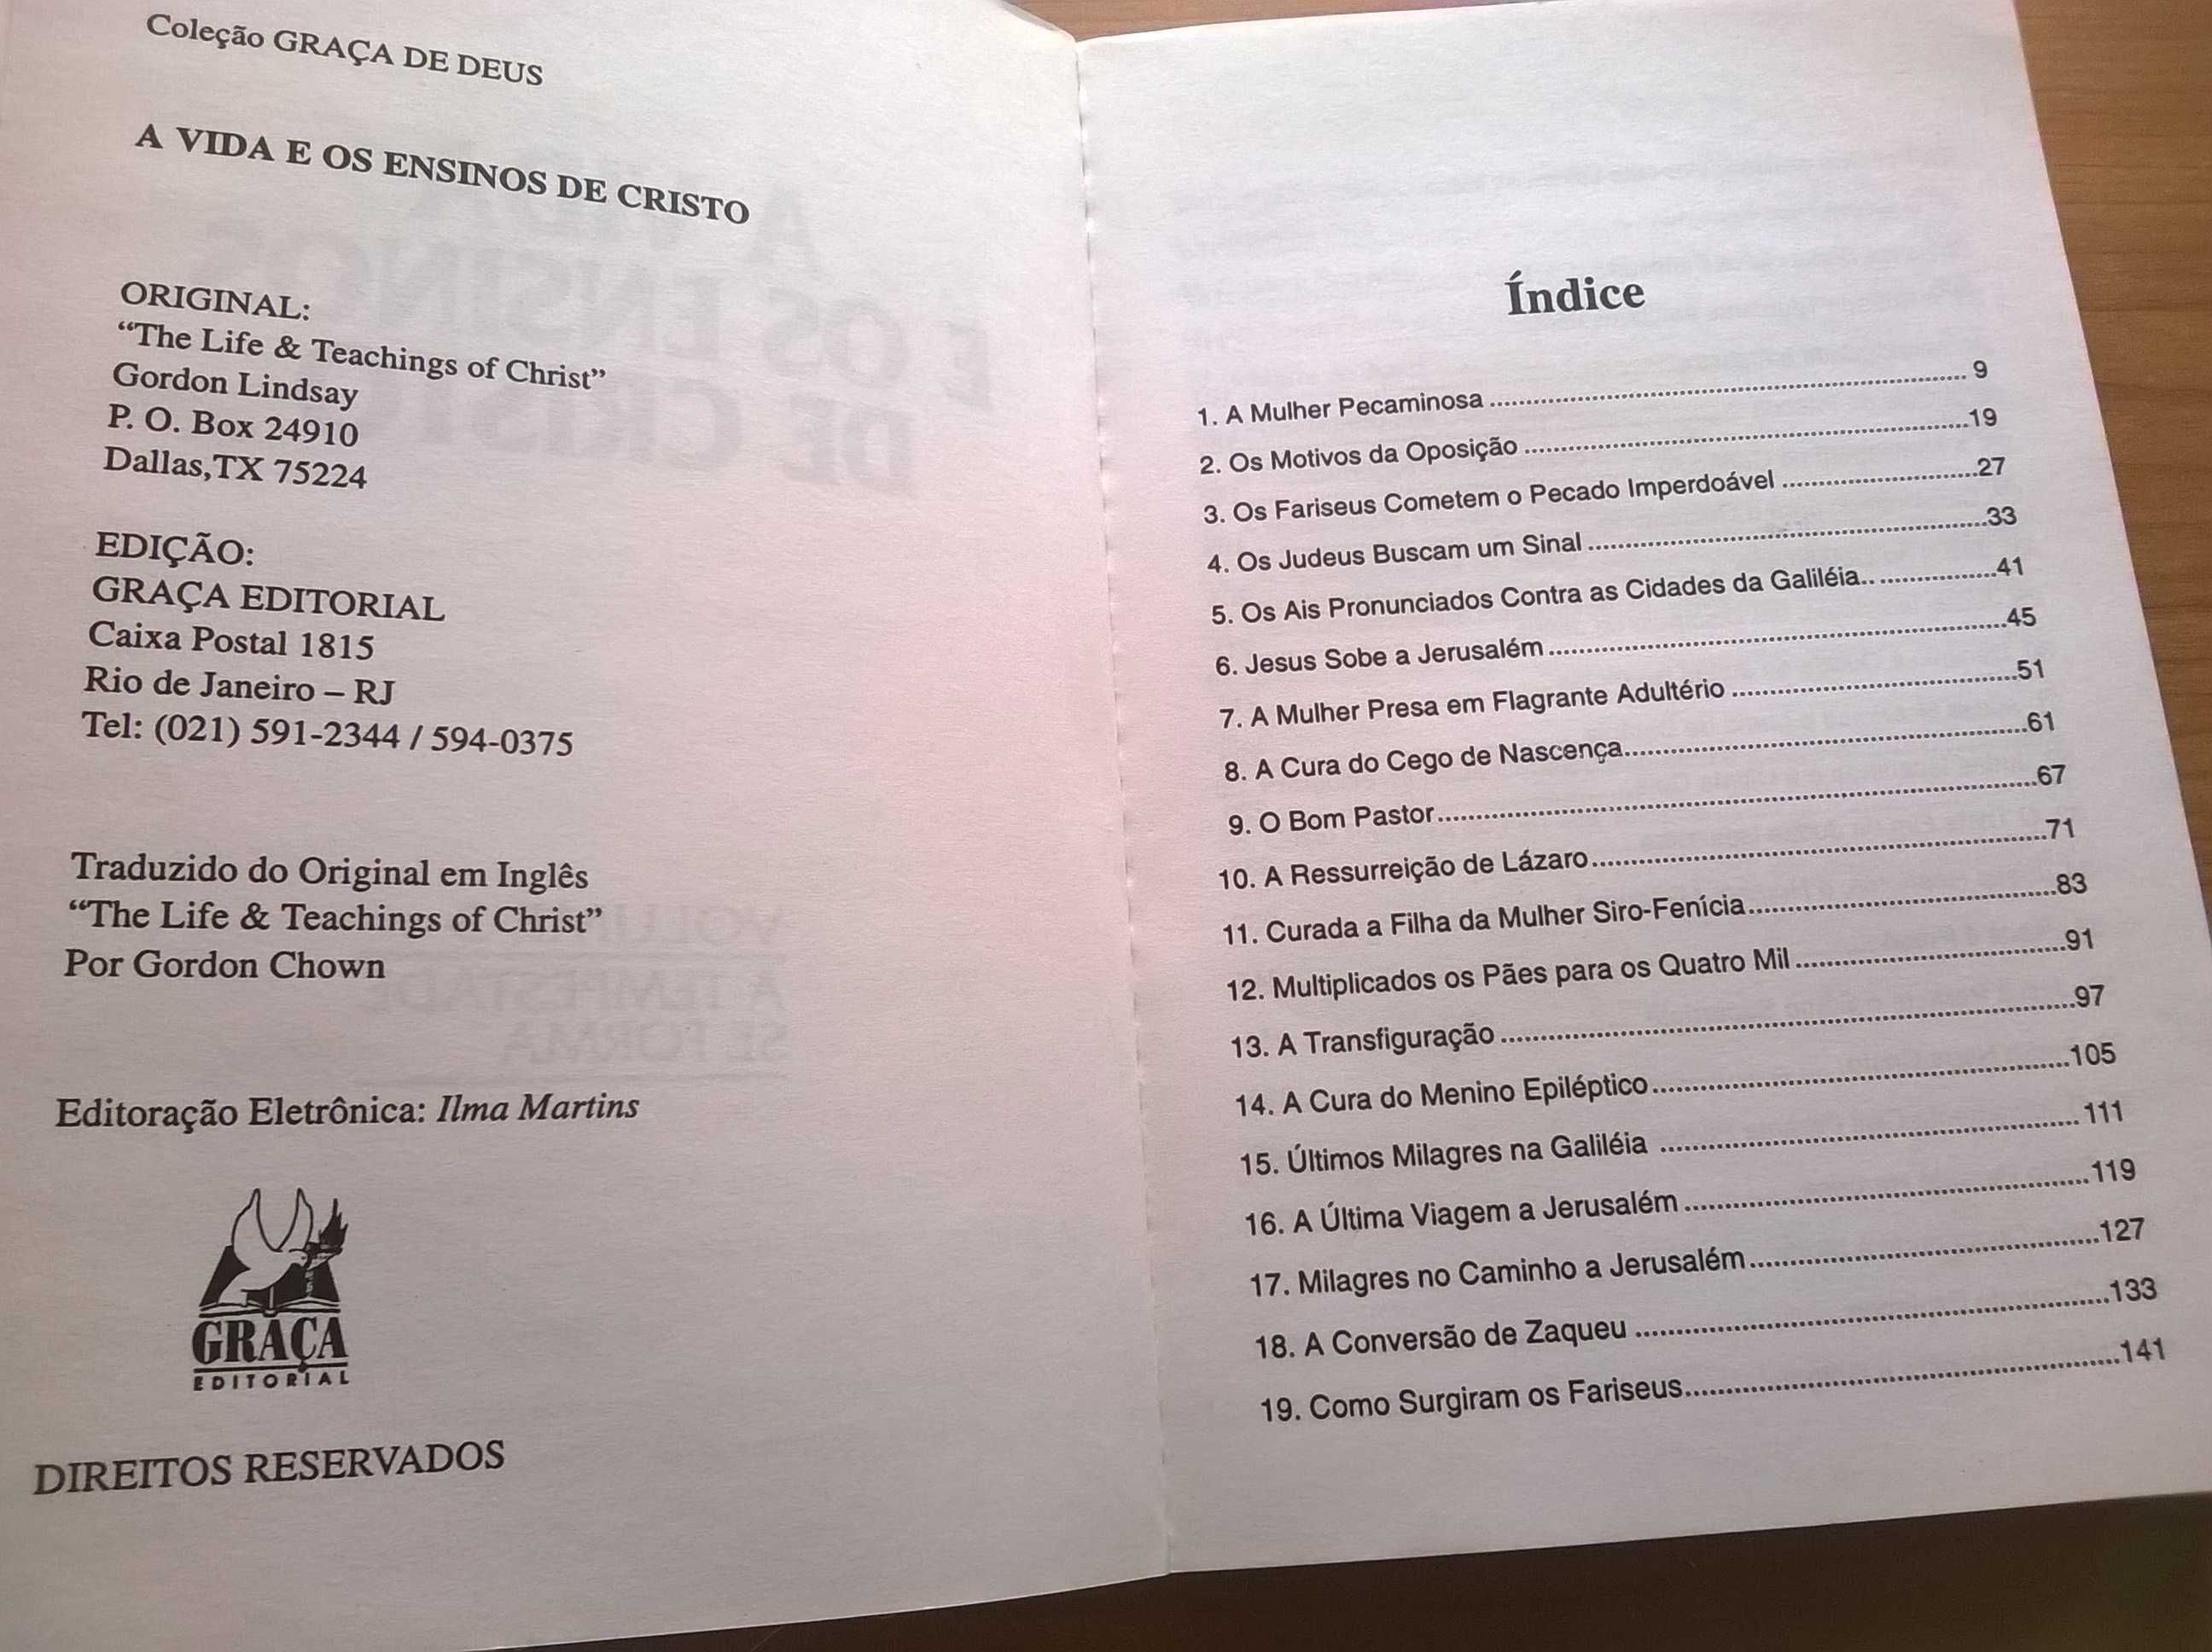 Coleção GRAÇA DE DEUS
A VIDA E OS ENSINOS DE CRISTO
ORIGINAL:
“The Life & Teachings of Christ”
Gordon Lindsay
P. O. Box 24910
Dallas,TX 75224
EDIÇÃO:
GRAÇA EDITORIAL
Caixa Postal 1815
Rio de Janeiro – RJ
Tel: (021) 591-2344 / 594-0375
Traduzido do Original em Inglês
“The Life & Teachings of Christ”
Por Gordon Chown
Editoração Eletrônica: Ilma Martins
GRAÇA
EDITORIAL
DIREITOS RESERVADOS
Índice
1. A Mulher Pecaminosa ........ 9
2. Os Motivos da Oposição ........19
3. Os Fariseus Cometem o Pecado Imperdoável ........27
4. Os Judeus Buscam um Sinal ........33
5. Os Ais Pronunciados Contra as Cidades da Galiléia........41
6. Jesus Sobe a Jerusalém........45
7. A Mulher Presa em Flagrante Adultério ........51
8. A Cura do Cego de Nascença........61
9. O Bom Pastor........67
10. A Ressurreição de Lázaro........71
11. Curada a Filha da Mulher Siro-Fenícia........83
12. Multiplicados os Pães para os Quatro Mil ........91
13. A Transfiguração ........97
14. A Cura do Menino Epiléptico........105
15. Últimos Milagres na Galiléia ........111
16. A Última Viagem a Jerusalém ........119
17. Milagres no Caminho a Jerusalém........127
18. A Conversão de Zaqueu ........133
19. Como Surgiram os Fariseus........141